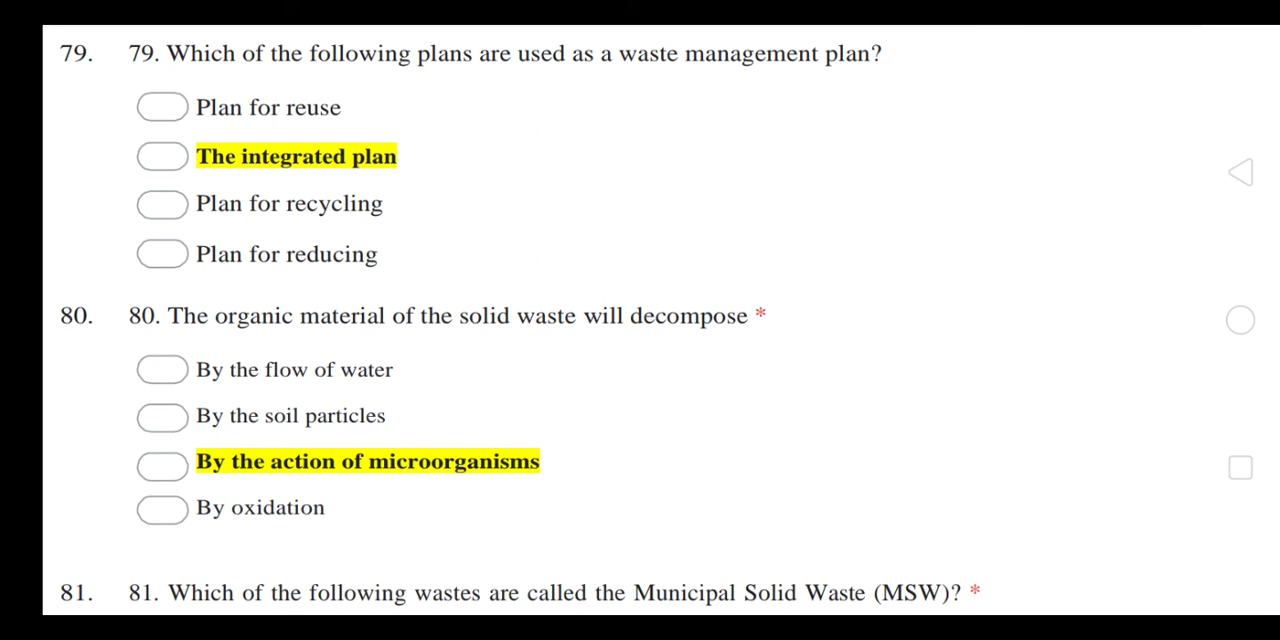 79. 79. Which of the following plans are used as a waste management plan?
Plan for reuse
The integrated plan
Plan for recycling
Plan for reducing
80. 80. The organic material of the solid waste will decompose *
By the flow of water
By the soil particles
By the action of microorganisms
By oxidation
81. 81. Which of the following wastes are called the Municipal Solid Waste (MSW)? *